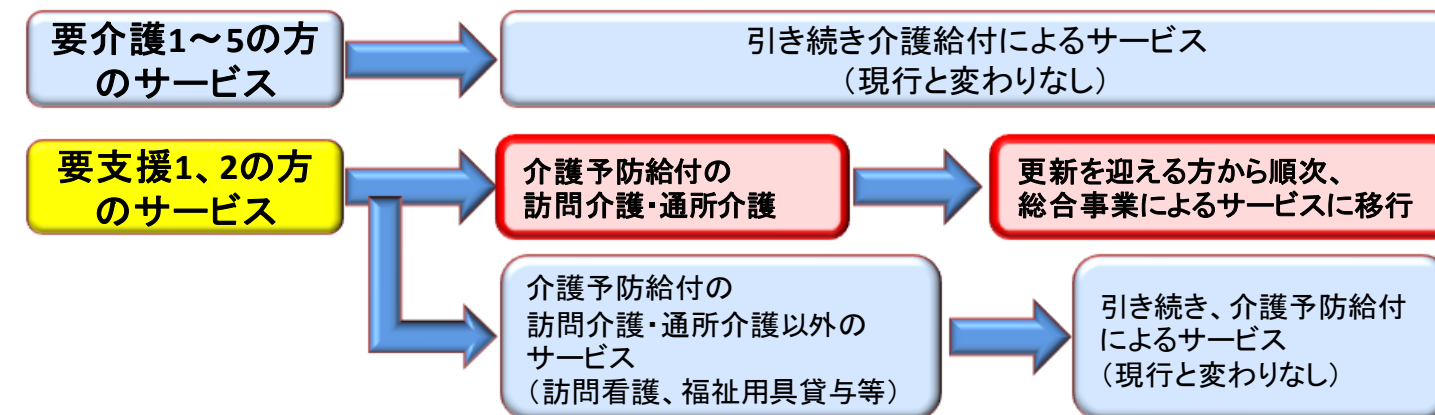 要介護1～5の方
のサービス
引き続き介護給付によるサービス
（現行と変わりなし）
要支援1、2の方
のサービス
介護予防給付の
訪問介護・通所介護
更新を迎える方から順次、
総合事業によるサービスに移行
介護予防給付の
訪問介護・通所介護以外の
サービス
（訪問看護、福祉用具貸与等）
引き続き、介護予防給付
によるサービス
（現行と変わりなし）